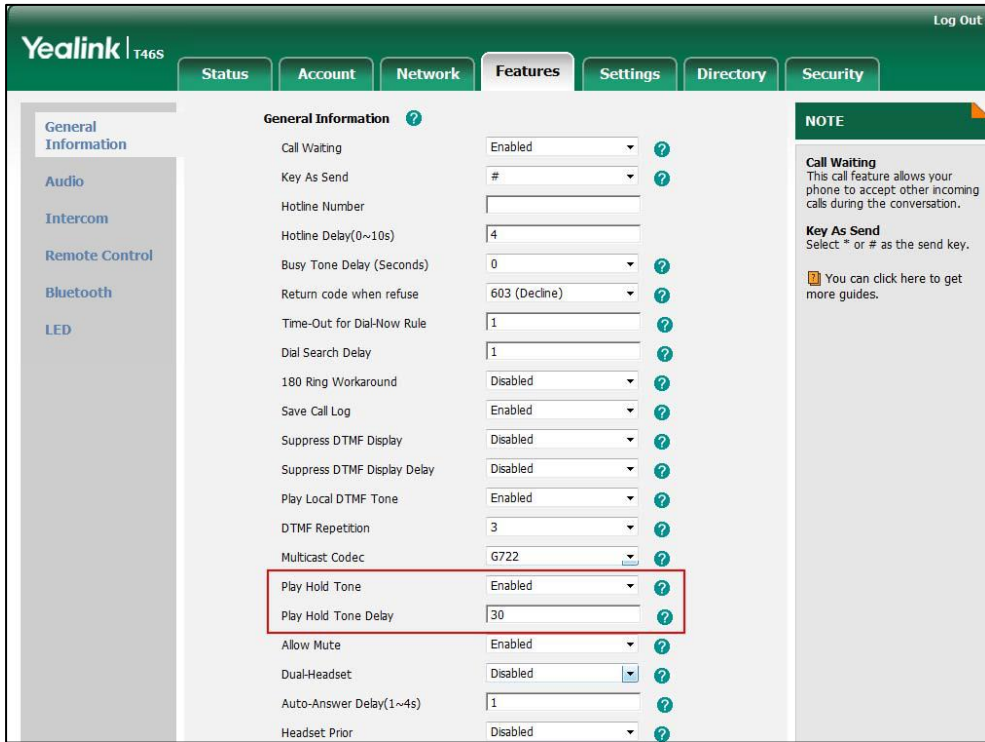 Log Out
Yealink T46S
Status Account Network Features Settings Directory Security
General
Information
Audio
Intercom
Remote Control
Bluetooth
LED
General Information ?
Call Waiting Enabled ?
Key As Send # ?
Hotline Number
Hotline Delay(0~10s) 4
Busy Tone Delay (Seconds) 0 ?
Return code when refuse 603 (Decline) ?
Time-Out for Dial-Now Rule 1 ?
Dial Search Delay 1 ?
180 Ring Workaround Disabled ?
Save Call Log Enabled ?
Suppress DTMF Display Disabled ?
Suppress DTMF Display Delay Disabled ?
Play Local DTMF Tone Enabled ?
DTMF Repetition 3 ?
Multicast Codec G722 ?
Play Hold Tone Enabled ?
Play Hold Tone Delay 30 ?
Allow Mute Enabled ?
Dual-Headset Disabled ?
Auto-Answer Delay(1~4s) 1 ?
Headset Prior Disabled ?
NOTE
Call Waiting
This call feature allows your
phone to accept other incoming
calls during the conversation.
Key As Send
Select * or # as the send key.
? You can click here to get
more guides.